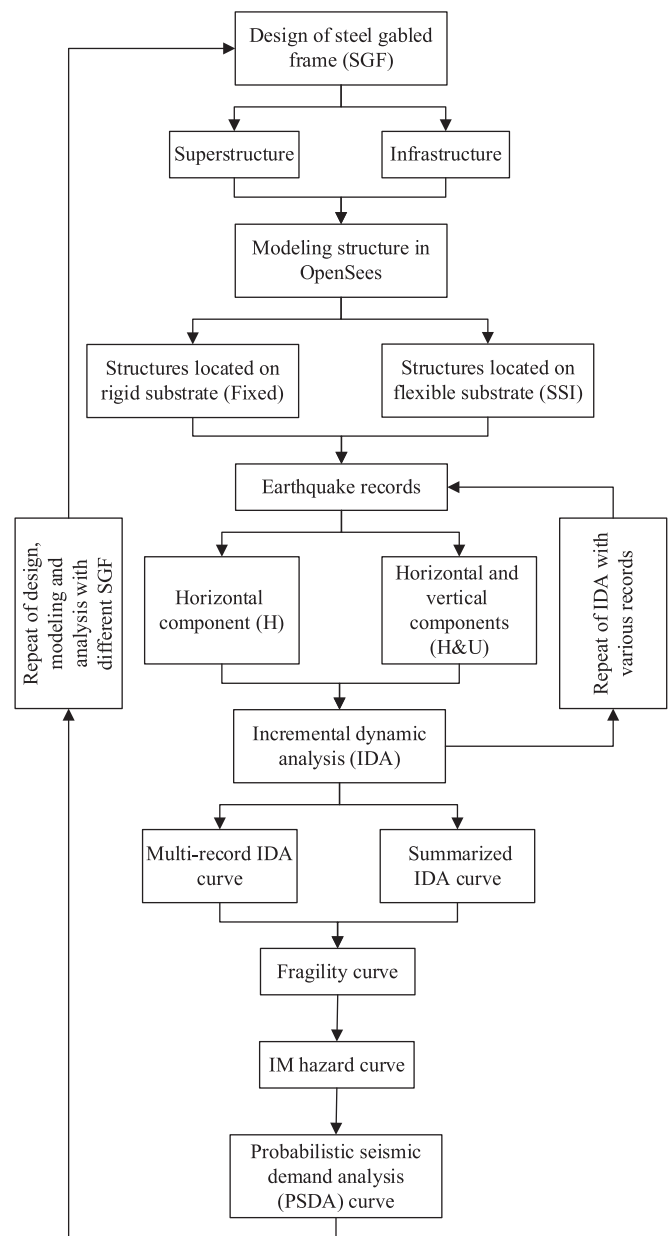 Design of steel gabled
frame (SGF)
Superstructure
Infrastructure
Modeling structure in
OpenSees
Structures located on
rigid substrate (Fixed)
Structures located on
flexible substrate (SSI)
Earthquake records
Repeat of design,
modeling and
analysis with
different SGF
Horizontal
component (H)
Horizontal and
vertical
components
(H&U)
Repeat of IDA with
various records
Incremental dynamic
analysis (IDA)
Multi-record IDA
curve
Summarized
IDA curve
Fragility curve
IM hazard curve
Probabilistic seismic
demand analysis
(PSDA) curve